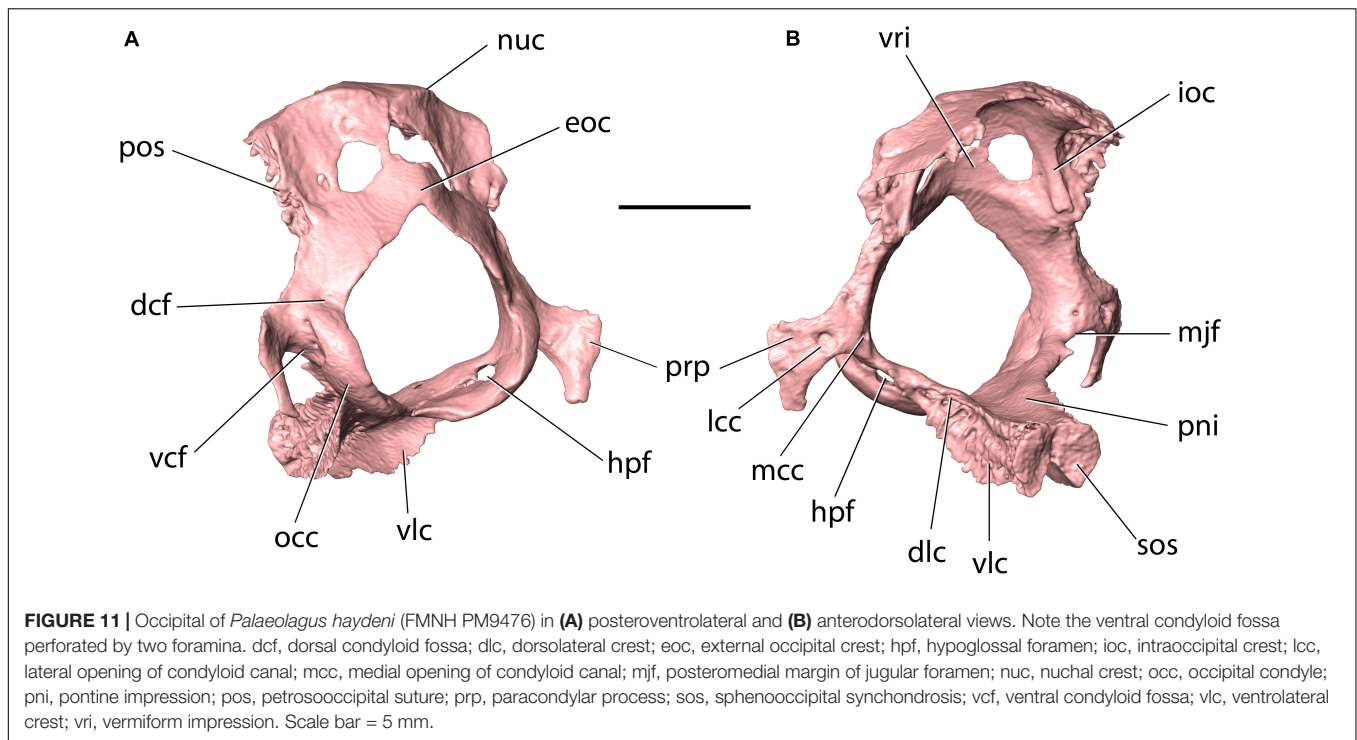 A
B
nuc
vri
ioc
eoc
pos
dcf
mjf
prp
lcc
pni
vcf
hpf
mcc
hpf
occ
vlc
dlc
vlc
sos
FIGURE 11 | Occipital of Palaeolagus haydeni (FMNH PM9476) in (A) posteroventrolateral and (B) anterodorsolateral views. Note the ventral condyloid fossa
perforated by two foramina. dcf, dorsal condyloid fossa; dlc, dorsolateral crest; eoc, external occipital crest; hpf, hypoglossal foramen; ioc, intraoccipital crest; lcc,
lateral opening of condyloid canal; mcc, medial opening of condyloid canal; mjf, posteromedial margin of jugular foramen; nuc, nuchal crest; occ, occipital condyle;
pni, pontine impression; pos, petrosooccipital suture; prp, paracondylar process; sos, sphenooccipital synchondrosis; vcf, ventral condyloid fossa; vlc, ventrolateral
crest; vri, vermiform impression. Scale bar = 5 mm.